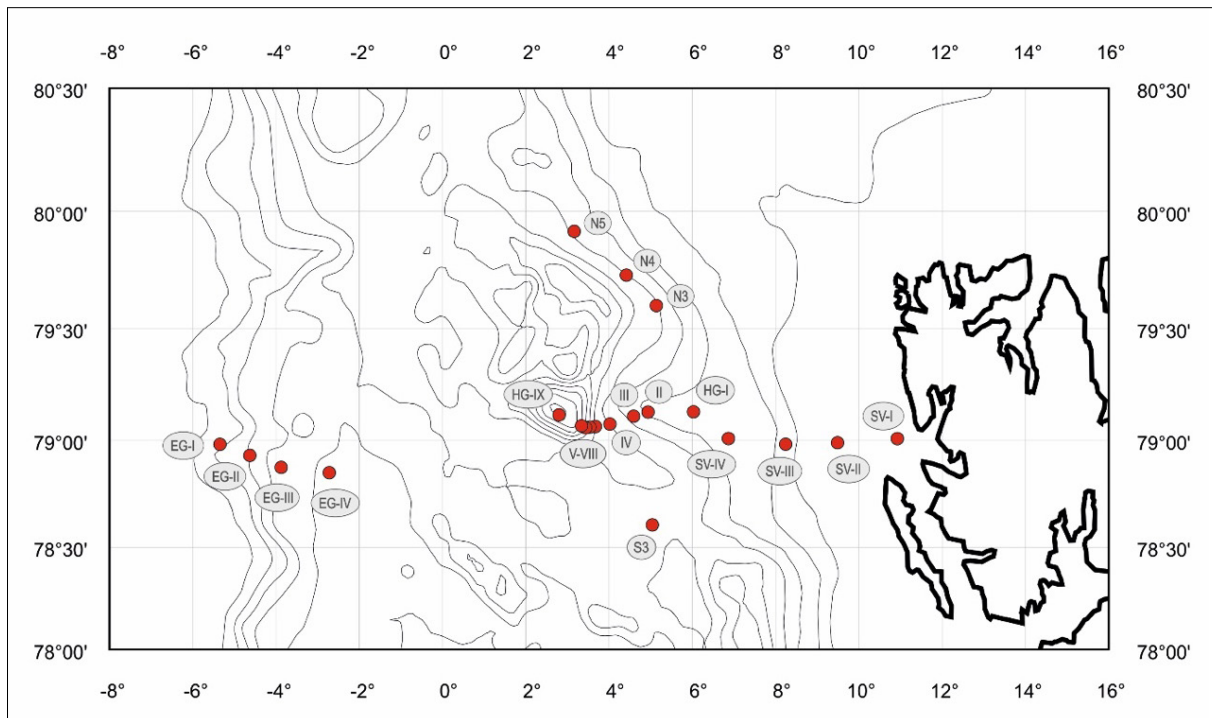 -8° -6° -4° -2° 0° 2° 4° 6° 8° 10° 12° 14° 16°
80°30' 80°30'
N5
80°00' 80°00'
N4
N3
79°30' 79°30'
HG-IX III II HG-I
SV-I
EG-I 79°00' 79°00'
IV
V-VIII
EG-II SV-IV SV-III SV-II
EG-III EG-IV
S3
78°30' 78°30'
78°00' 78°00'
-8° -6° -4° -2° 0° 2° 4° 6° 8° 10° 12° 14° 16°